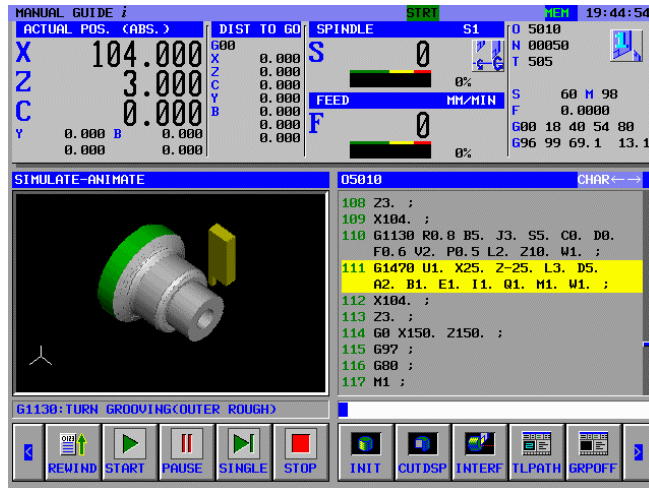 MANUAL GUIDE i STRT MEM 19:44:54
ACTUAL POS. (ABS.)
X 104.000
Z 3.000
C 0.000
Y 0.000 B 0.000
0.000 0.000
DIST TO GO
G00
X 0.000
Z 0.000
C 0.000
Y 0.000
B 0.000
0.000
0.000
SPINDLE S1
S 0
0%
FEED MM/MIN
F 0
0%
O 5010
N 00050
T 505
S 60 M 98
F 0.0000
G00 18 40 54 80
G96 99 69.1 13.1
SIMULATE-ANIMATE
G1130:TURN GROOVING(OUTER ROUGH)
O5010 CHAR←→
108 Z3. ;
109 X104. ;
110 G1130 R0.8 B5. J3. S5. C0. D0.
F0.6 V2. P0.5 L2. Z10. W1. ;
111 G1470 U1. X25. Z-25. L3. D5.
A2. B1. E1. I1. Q1. M1. W1. ;
112 X104. ;
113 Z3. ;
114 G0 X150. Z150. ;
115 G97 ;
116 G80 ;
117 M1 ;
< REWIND START PAUSE SINGLE STOP INIT CUTDSP INTERF TLPATH GRPOFF >